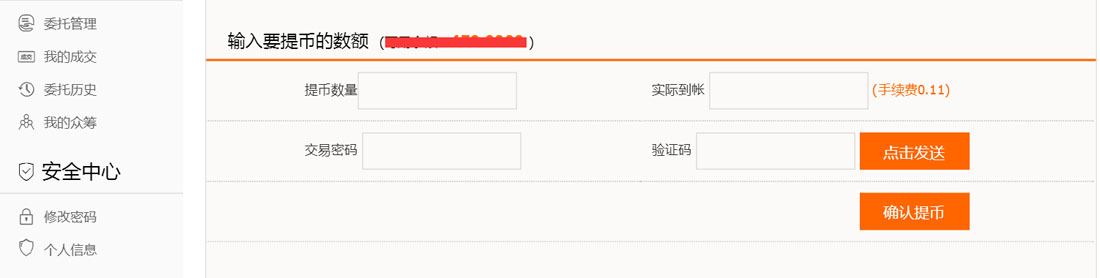 委托管理
我的成交
委托历史
我的众筹
安全中心
修改密码
个人信息
输入要提币的数额 ( )
提币数量
实际到帐 (手续费0.11)
交易密码
验证码 点击发送
确认提币